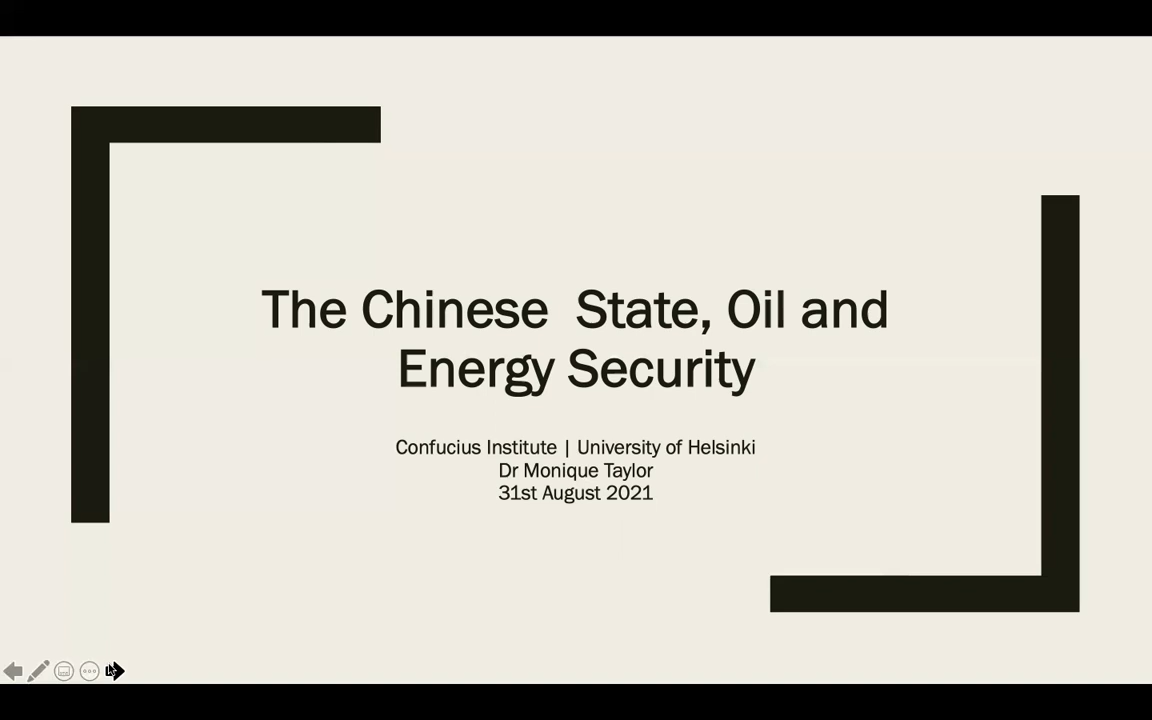 The Chinese  State, Oil and
Energy Security
Confucius Institute | University of Helsinki
Dr Monique Taylor
31st August 2021